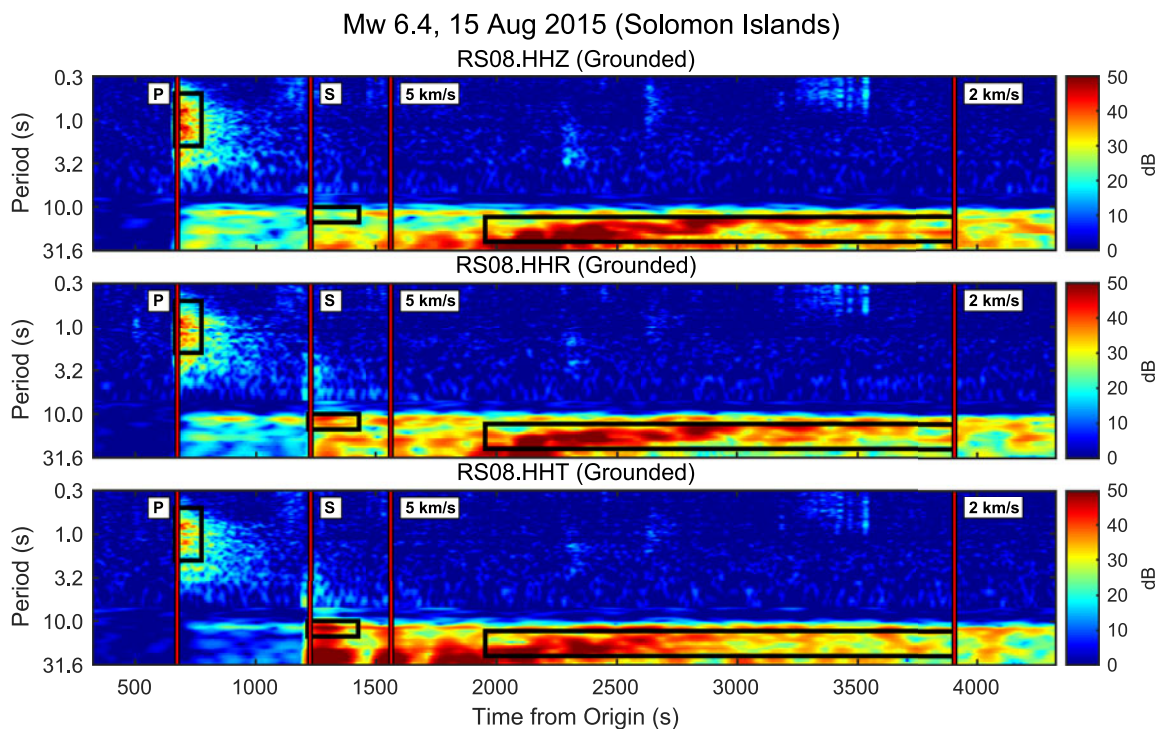 Mw 6.4, 15 Aug 2015 (Solomon Islands)
RS08.HHZ (Grounded)
P
S
5 km/s
2 km/s
0.3
1.0
3.2
10.0
31.6
Period (s)
50
40
30
20
10
0
dB
RS08.HHR (Grounded)
P
S
5 km/s
2 km/s
0.3
1.0
3.2
10.0
31.6
Period (s)
50
40
30
20
10
0
dB
RS08.HHT (Grounded)
P
S
5 km/s
2 km/s
0.3
1.0
3.2
10.0
31.6
Period (s)
50
40
30
20
10
0
dB
500 1000 1500 2000 2500 3000 3500 4000
Time from Origin (s)